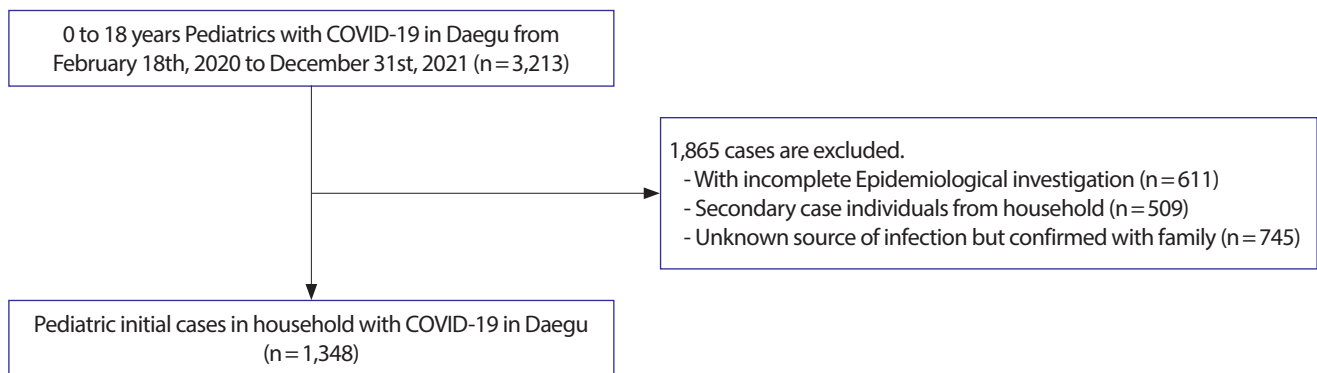 0 to 18 years Pediatrics with COVID-19 in Daegu from
February 18th, 2020 to December 31st, 2021 (n=3,213)
1,865 cases are excluded.
- With incomplete Epidemiological investigation (n=611)
- Secondary case individuals from household (n=509)
- Unknown source of infection but confirmed with family (n=745)
Pediatric initial cases in household with COVID-19 in Daegu
(n=1,348)